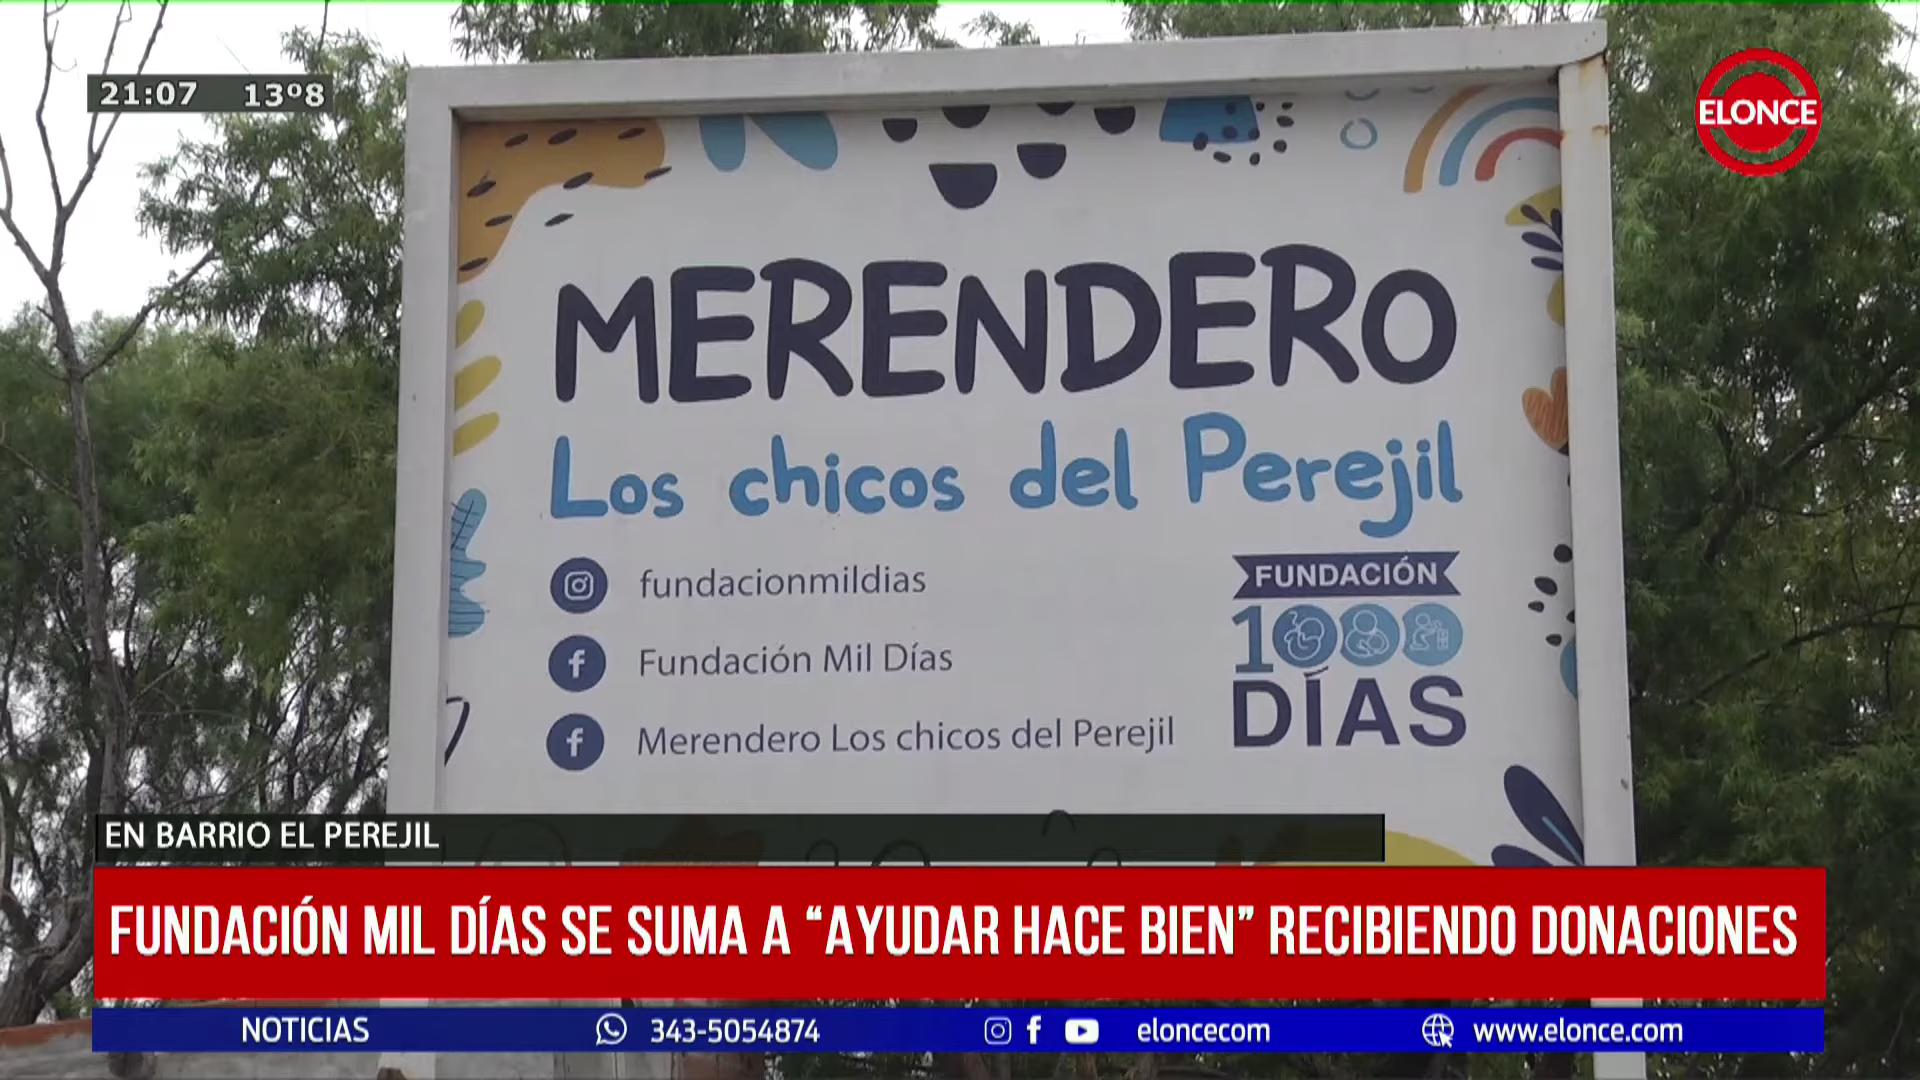 21:07 13º8
ELONCE
MERENDERO
Los chicos del Perejil
fundacionmildias
Fundación Mil Días
Merendero Los chicos del Perejil
FUNDACIÓN
1000
DÍAS
EN BARRIO EL PEREJIL
FUNDACIÓN MIL DÍAS SE SUMA A “AYUDAR HACE BIEN” RECIBIENDO DONACIONES
NOTICIAS 343-5054874 eloncecom www.elonce.com